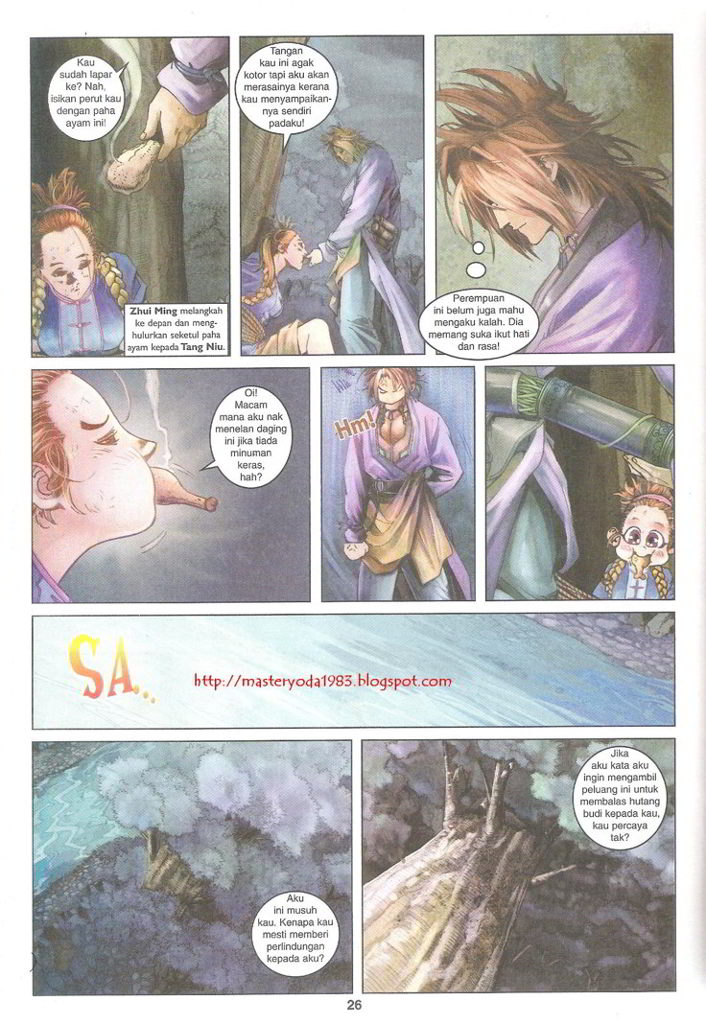 Kau
sudah lapar
ke? Nah,
isikan perut kau
dengan paha
ayam ini!
Zhui Ming melangkah
ke depan dan meng-
hulurkan seketul paha
ayam kepada Tang Niu.
Tangan
kau ini agak
kotor tapi aku akan
merasainya kerana
kau menyampaikan-
nya sendiri
padaku!
Perempuan
ini belum juga mahu
mengaku kalah. Dia
memang suka ikut hati
dan rasa!
Oi!
Macam
mana aku nak
menelan daging
ini jika tiada
minuman
keras,
hah?
Hm!
SA...
http://masteryoda1983.blogspot.com
Aku
ini musuh
kau. Kenapa kau
mesti memberi
perlindungan
kepada aku?
Jika
aku kata aku
ingin mengambil
peluang ini untuk
membalas hutang
budi kepada kau,
kau percaya
tak?
26